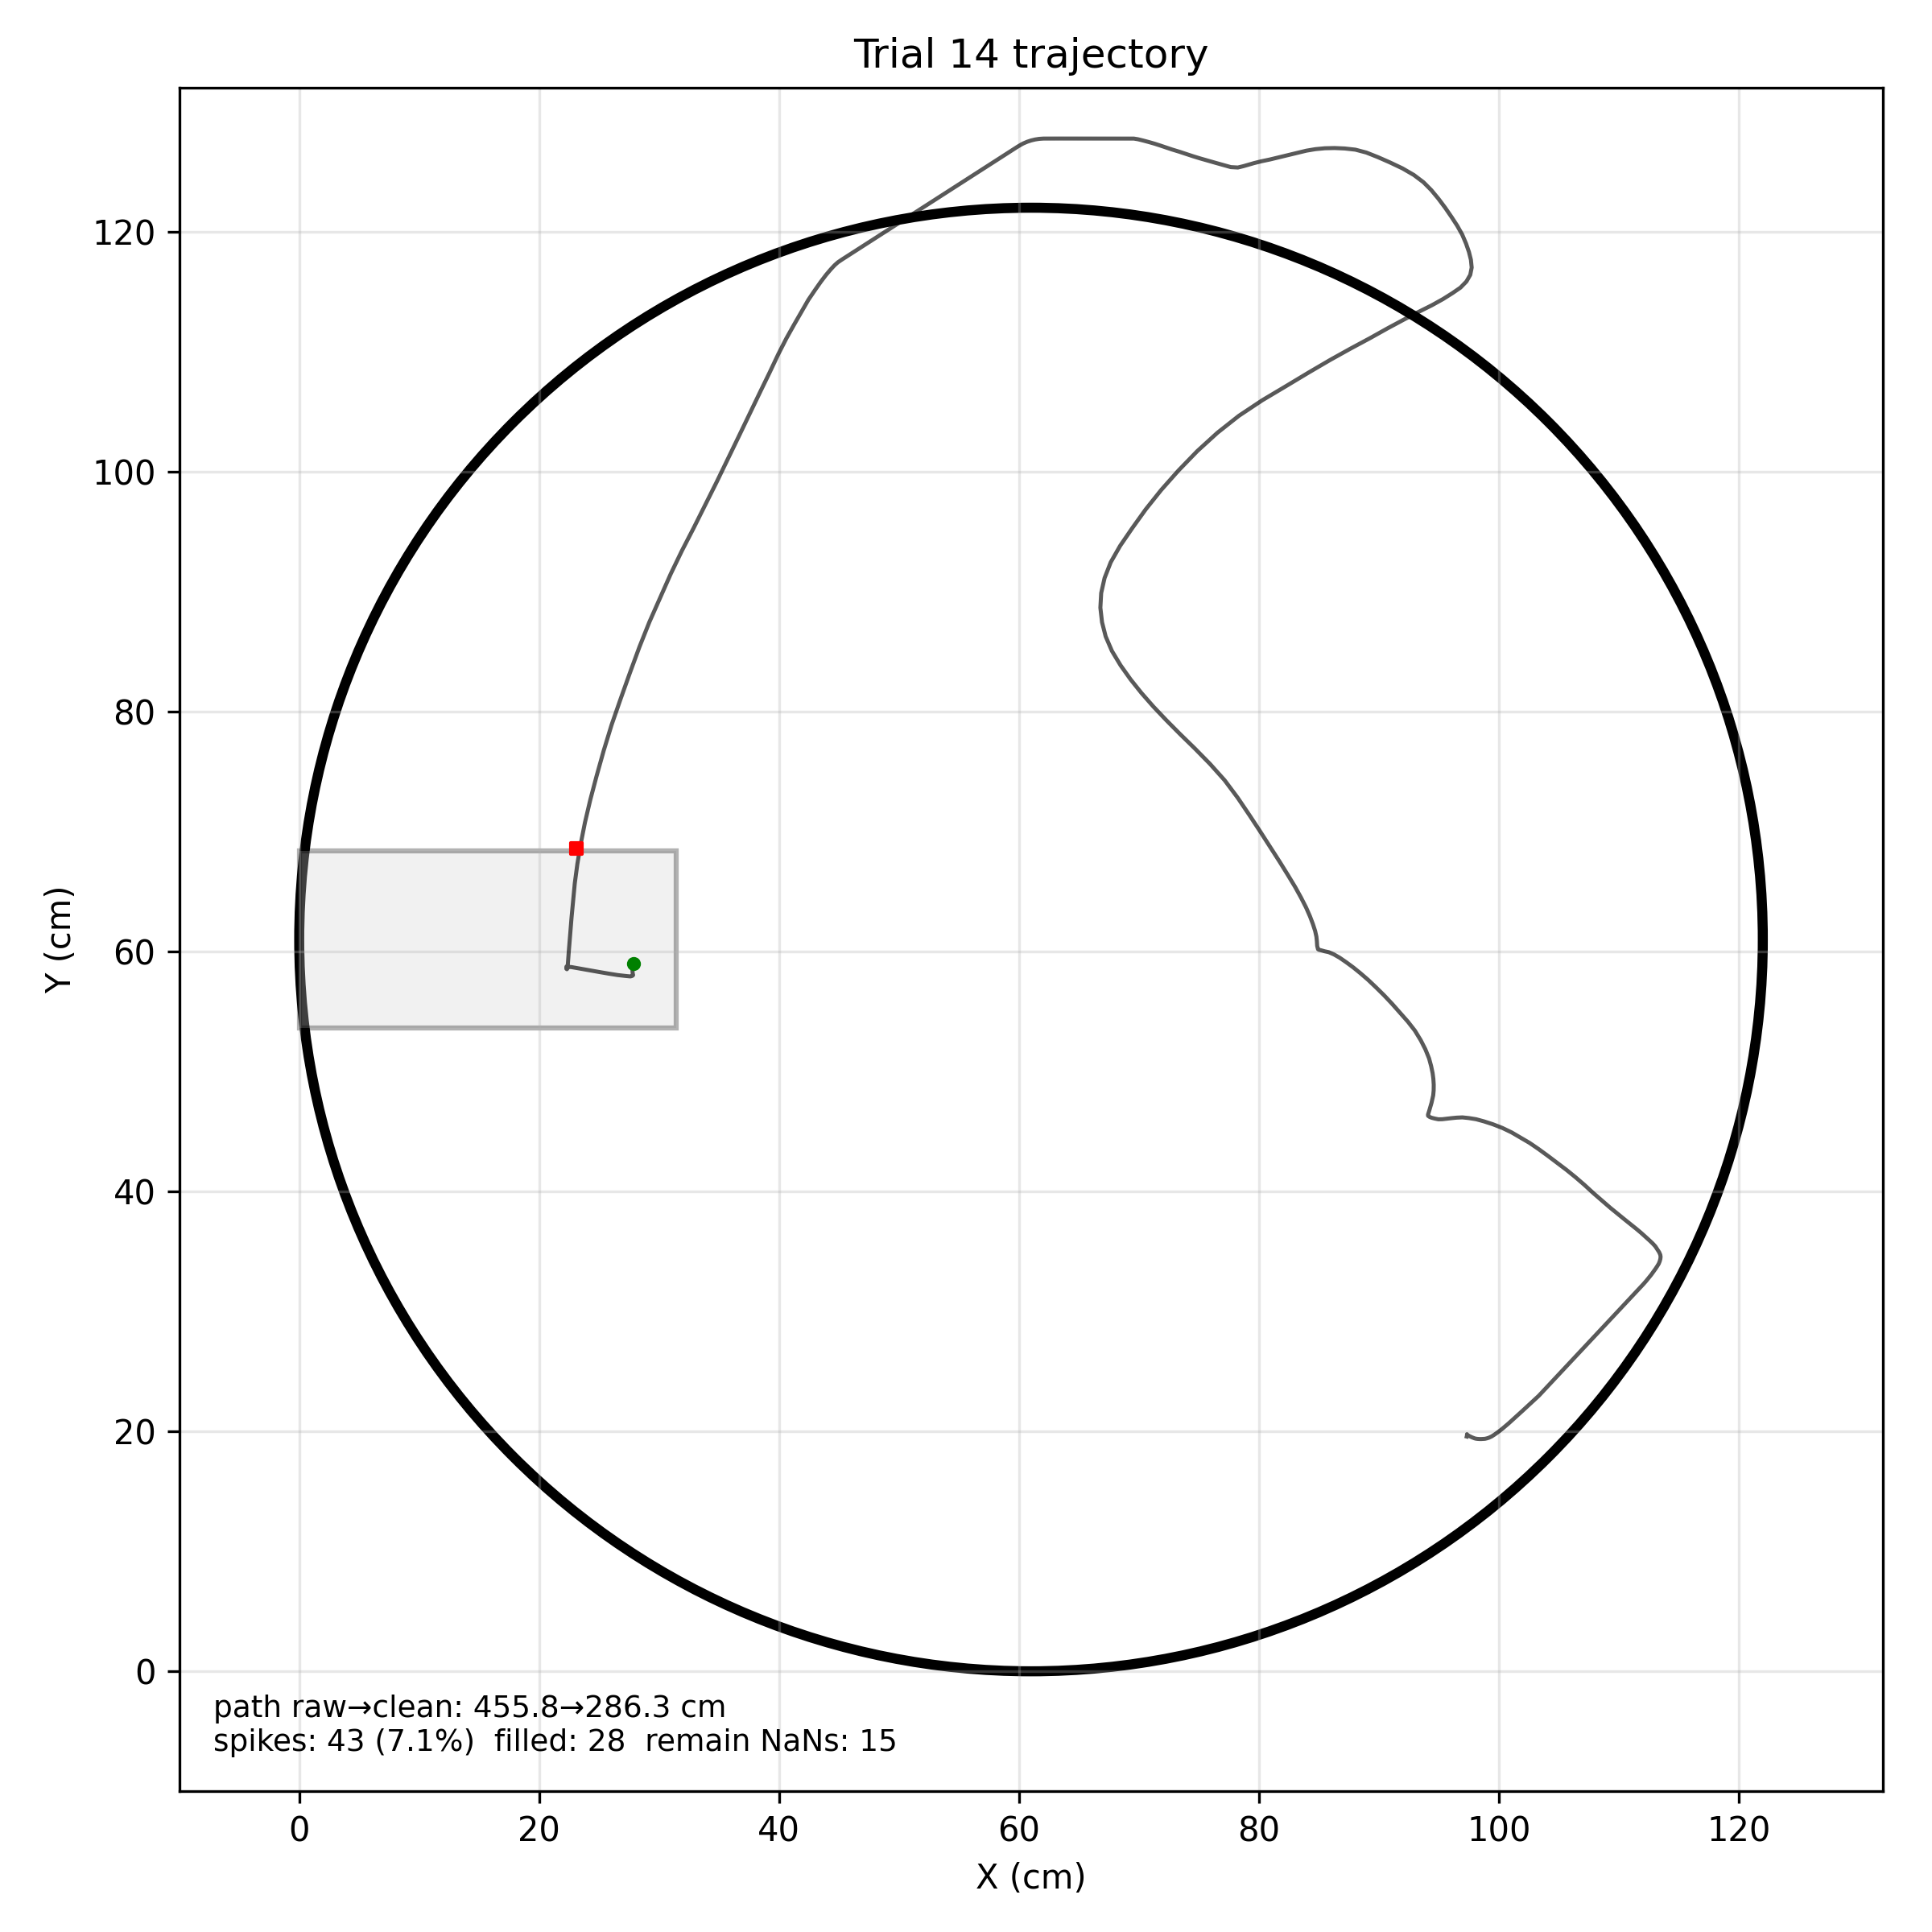 Trial 14 trajectory
Y (cm)
120
100
80
60
40
20
0
path raw→clean: 455.8→286.3 cm
spikes: 43 (7.1%)  filled: 28  remain NaNs: 15
0 20 40 60 80 100 120
X (cm)